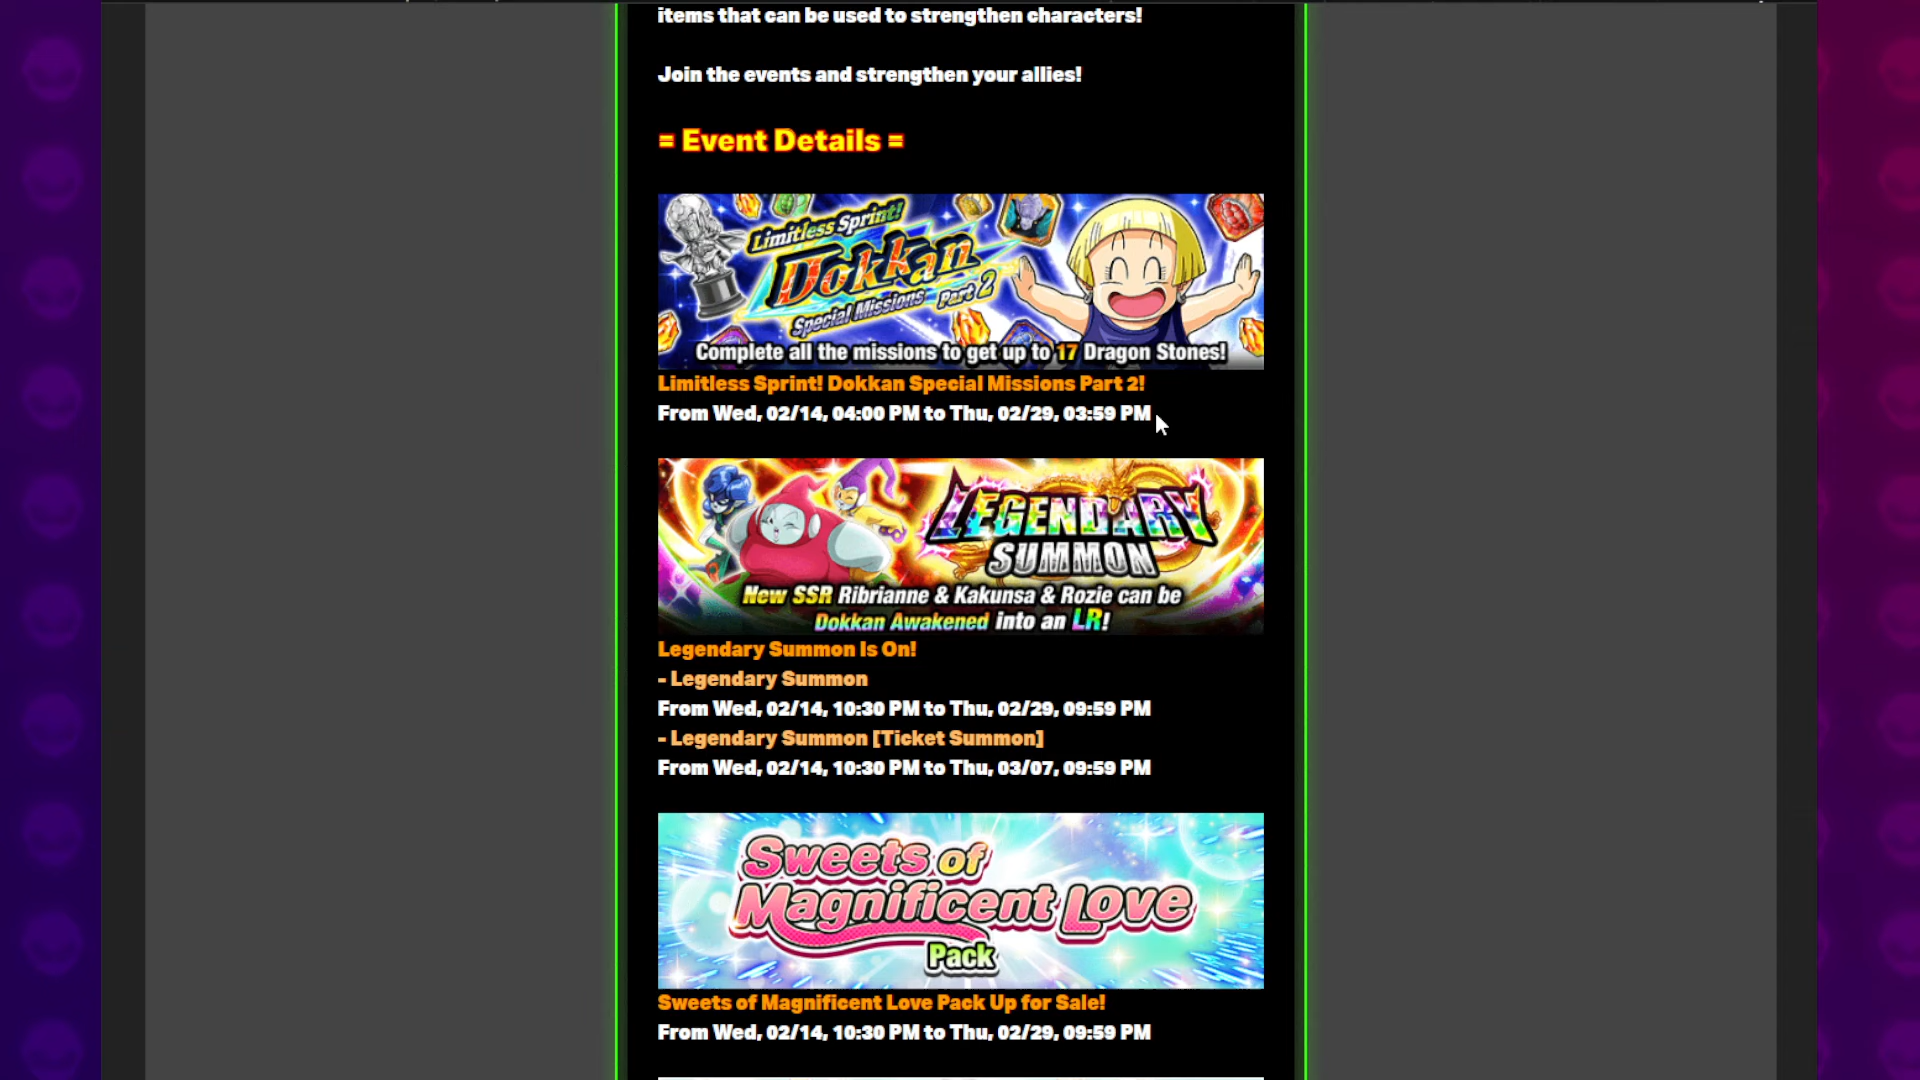 items that can be used to strengthen characters!
Join the events and strengthen your allies!
= Event Details =
Limitless Sprint!
Dokkan
Special Missions Part 2
Complete all the missions to get up to 17 Dragon Stones!
Limitless Sprint! Dokkan Special Missions Part 2!
From Wed, 02/14, 04:00 PM to Thu, 02/29, 03:59 PM
LEGENDARY
SUMMON
New SSR Ribrianne & Kakunsa & Rozie can be
Dokkan Awakened into an LR!
Legendary Summon Is On!
- Legendary Summon
From Wed, 02/14, 10:30 PM to Thu, 02/29, 09:59 PM
- Legendary Summon [Ticket Summon]
From Wed, 02/14, 10:30 PM to Thu, 03/07, 09:59 PM
Sweets of
Magnificent Love
Pack
Sweets of Magnificent Love Pack Up for Sale!
From Wed, 02/14, 10:30 PM to Thu, 02/29, 09:59 PM